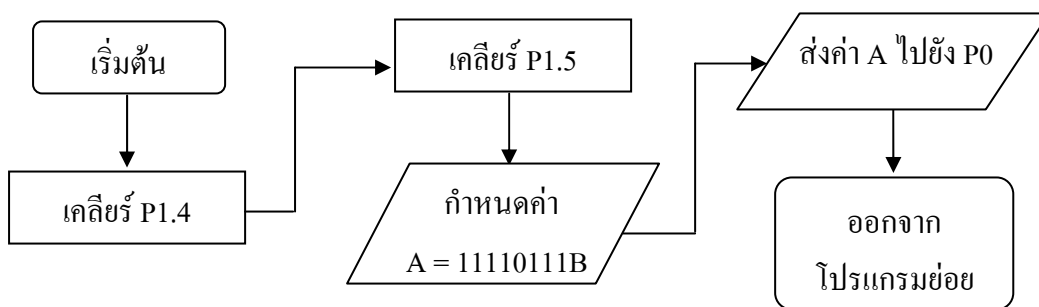 เริ่มต้น
เคลียร์ P1.4
เคลียร์ P1.5
กำหนดค่า
A = 11110111B
ส่งค่า A ไปยัง P0
ออกจาก
โปรแกรมย่อย